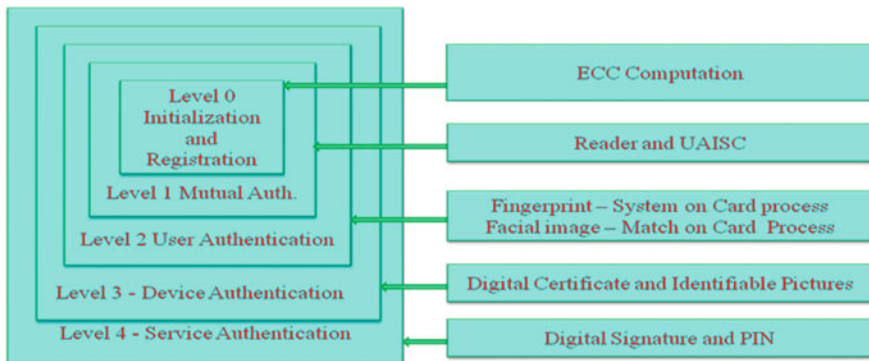 Level 0
Initialization
and
Registration
Level 1 Mutual Auth.
Level 2 User Authentication
Level 3 - Device Authentication
Level 4 - Service Authentication
ECC Computation
Reader and UAISC
Fingerprint – System on Card process
Facial image – Match on Card Process
Digital Certificate and Identifiable Pictures
Digital Signature and PIN